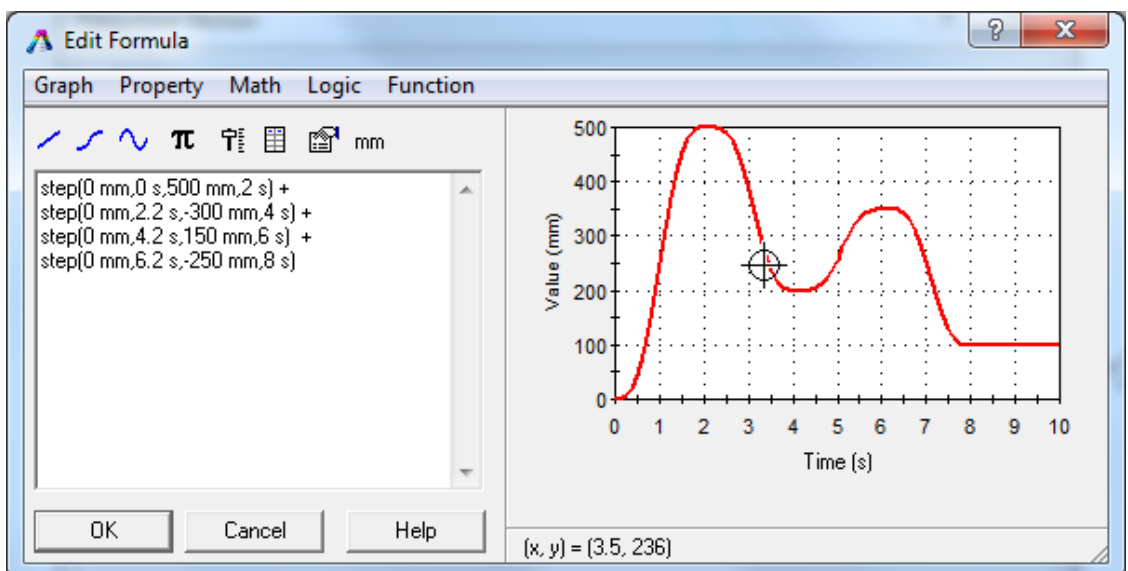 Edit Formula
Graph Property Math Logic Function
π mm
step(0 mm,0 s,500 mm,2 s) +
step(0 mm,2.2 s,-300 mm,4 s) +
step(0 mm,4.2 s,150 mm,6 s)  +
step(0 mm,6.2 s,-250 mm,8 s)
OK Cancel Help
500
400
300
200
100
0
Value (mm)
0 1 2 3 4 5 6 7 8 9 10
Time (s)
(x, y) = (3.5, 236)